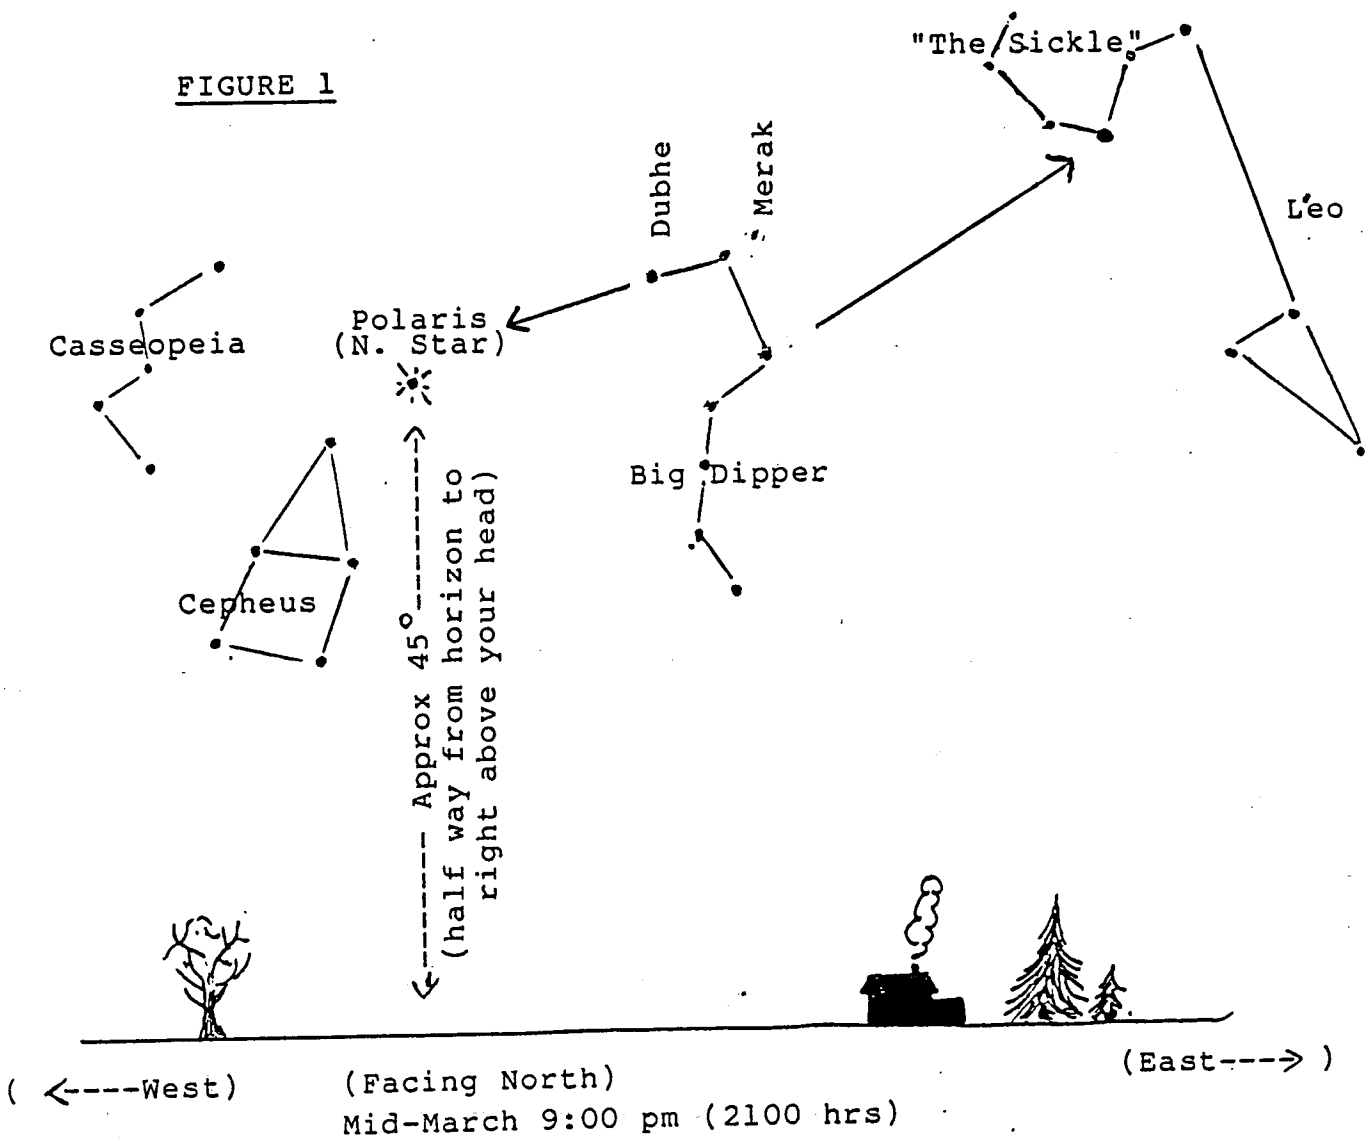 FIGURE 1
"The Sickle"
Dubhe
Merak
Leo
Casseopeia
Polaris
(N. Star)
Big Dipper
Cepheus
Approx 45°
(half way from horizon to
right above your head)
( <----West)
(Facing North)
(East---->)
Mid-March 9:00 pm (2100 hrs)